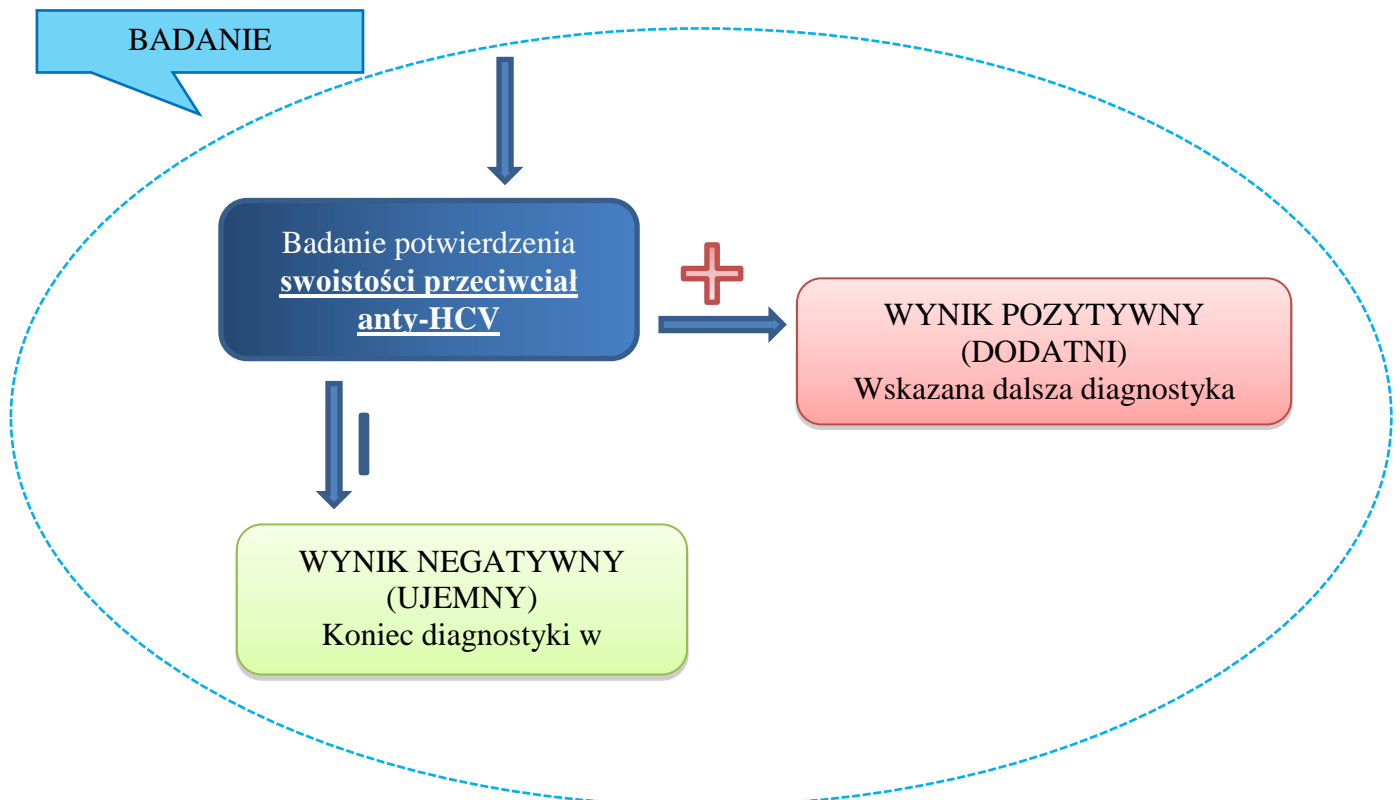 BADANIE
Badanie potwierdzenia
swoistości przeciwciał
anty-HCV
WYNIK POZYTYWNY
(DODATNI)
Wskazana dalsza diagnostyka
WYNIK NEGATYWNY
(UJEMNY)
Koniec diagnostyki w